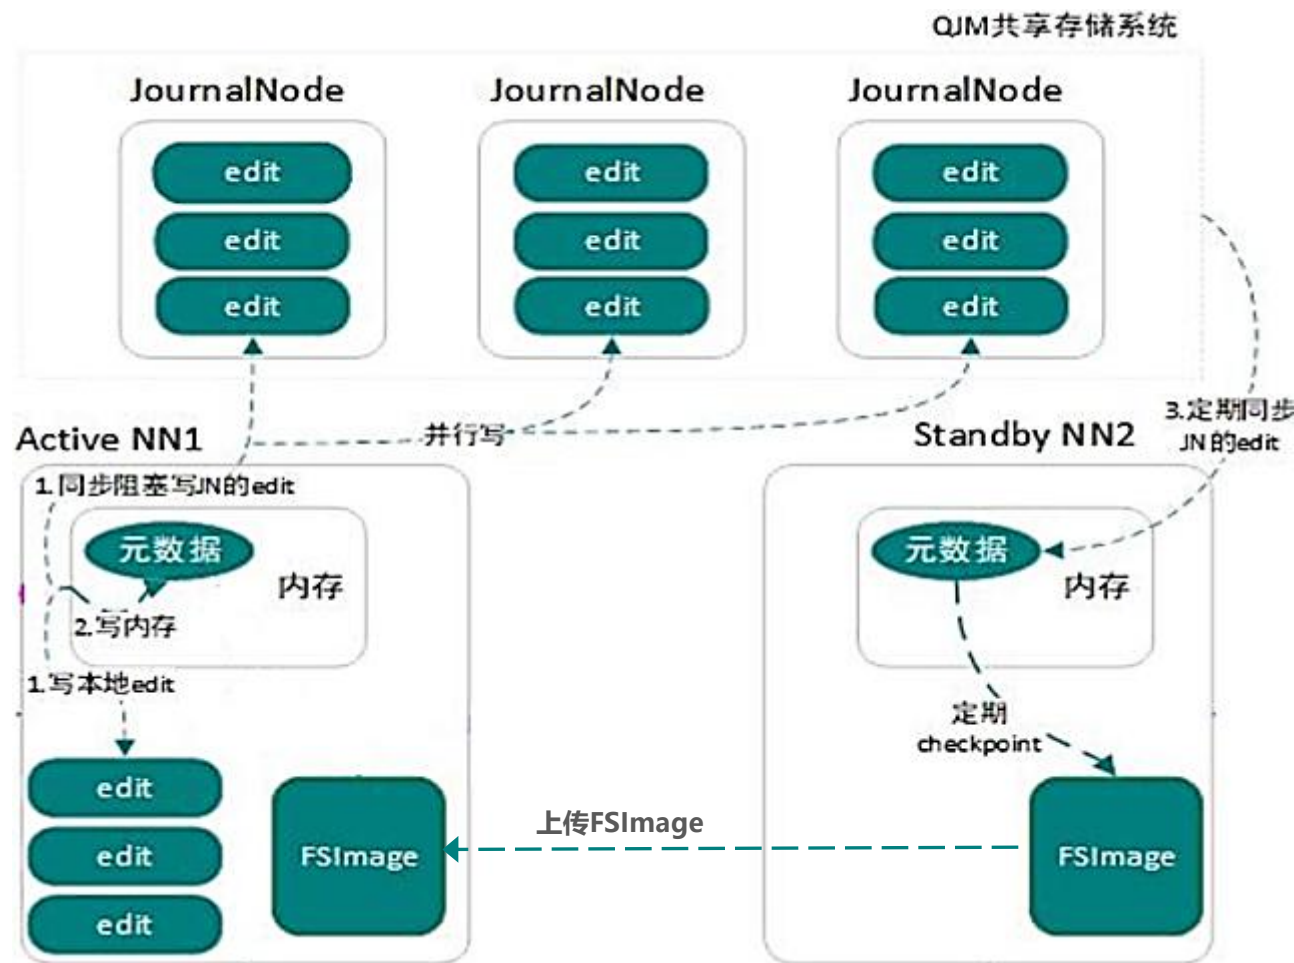 QJM共享存储系统
JournalNode
JournalNode
JournalNode
edit
edit
edit
edit
edit
edit
edit
edit
edit
并行写
3.定期同步
JN的edit
Active NN1
Standby NN2
1.同步阻塞写JN的edit
元数据
内存
2.写内存
1.写本地edit
元数据
内存
定期
checkpoint
edit
edit
edit
FSImage
上传FSImage
FSImage